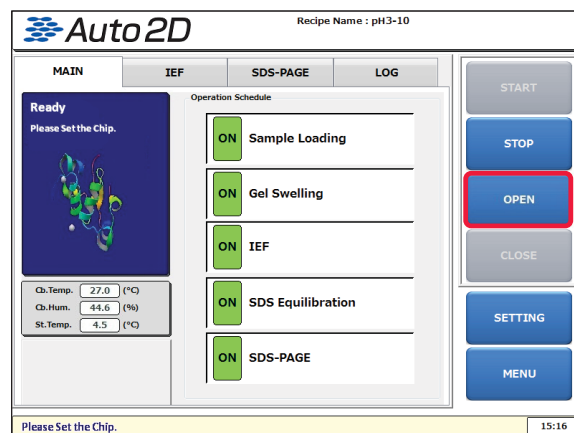 Auto2D
Recipe Name : pH3-10
MAIN
IEF
SDS-PAGE
LOG
Ready
Please Set the Chip.
Operation Schedule
ON Sample Loading
ON Gel Swelling
ON IEF
ON SDS Equilibration
ON SDS-PAGE
Cb.Temp. 27.0 (°C)
Cb.Hum. 44.6 (%)
St.Temp. 4.5 (°C)
START
STOP
OPEN
CLOSE
SETTING
MENU
Please Set the Chip.
15:16